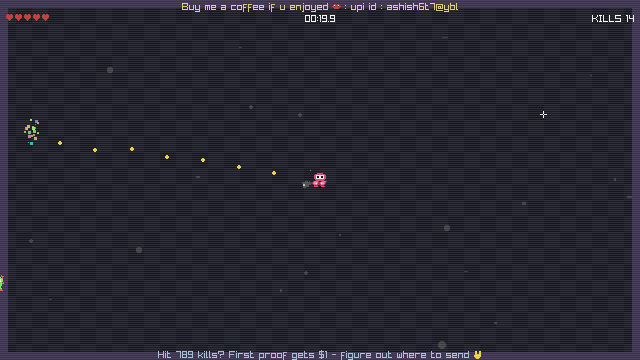 Buy me a coffee if u enjoyed ❤️ : upi id : ashish6t7@ybl
00:19.9
KILLS 14
Hit 789 kills? First proof gets $1 - figure out where to send ✌️